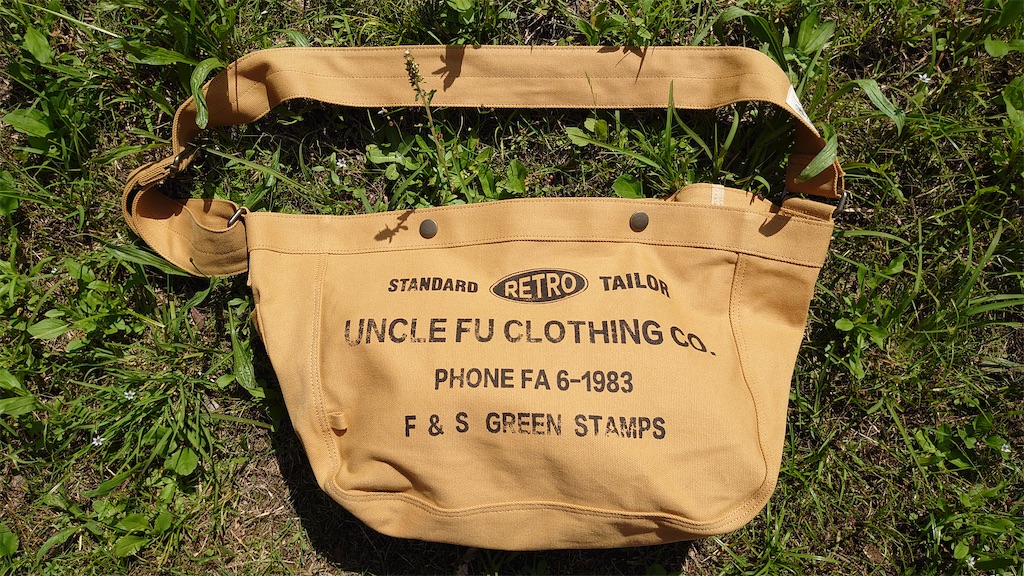 STANDARD RETRO TAILOR
UNCLE FU CLOTHING CO.
PHONE FA 6-1983
F & S GREEN STAMPS